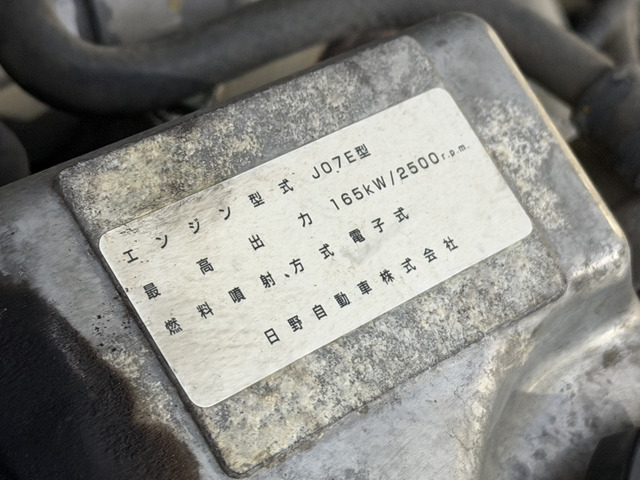 エンジン型式 J07E型
最高出力 165kW/2500r.p.m.
燃料噴射方式 電子式
日野自動車株式会社